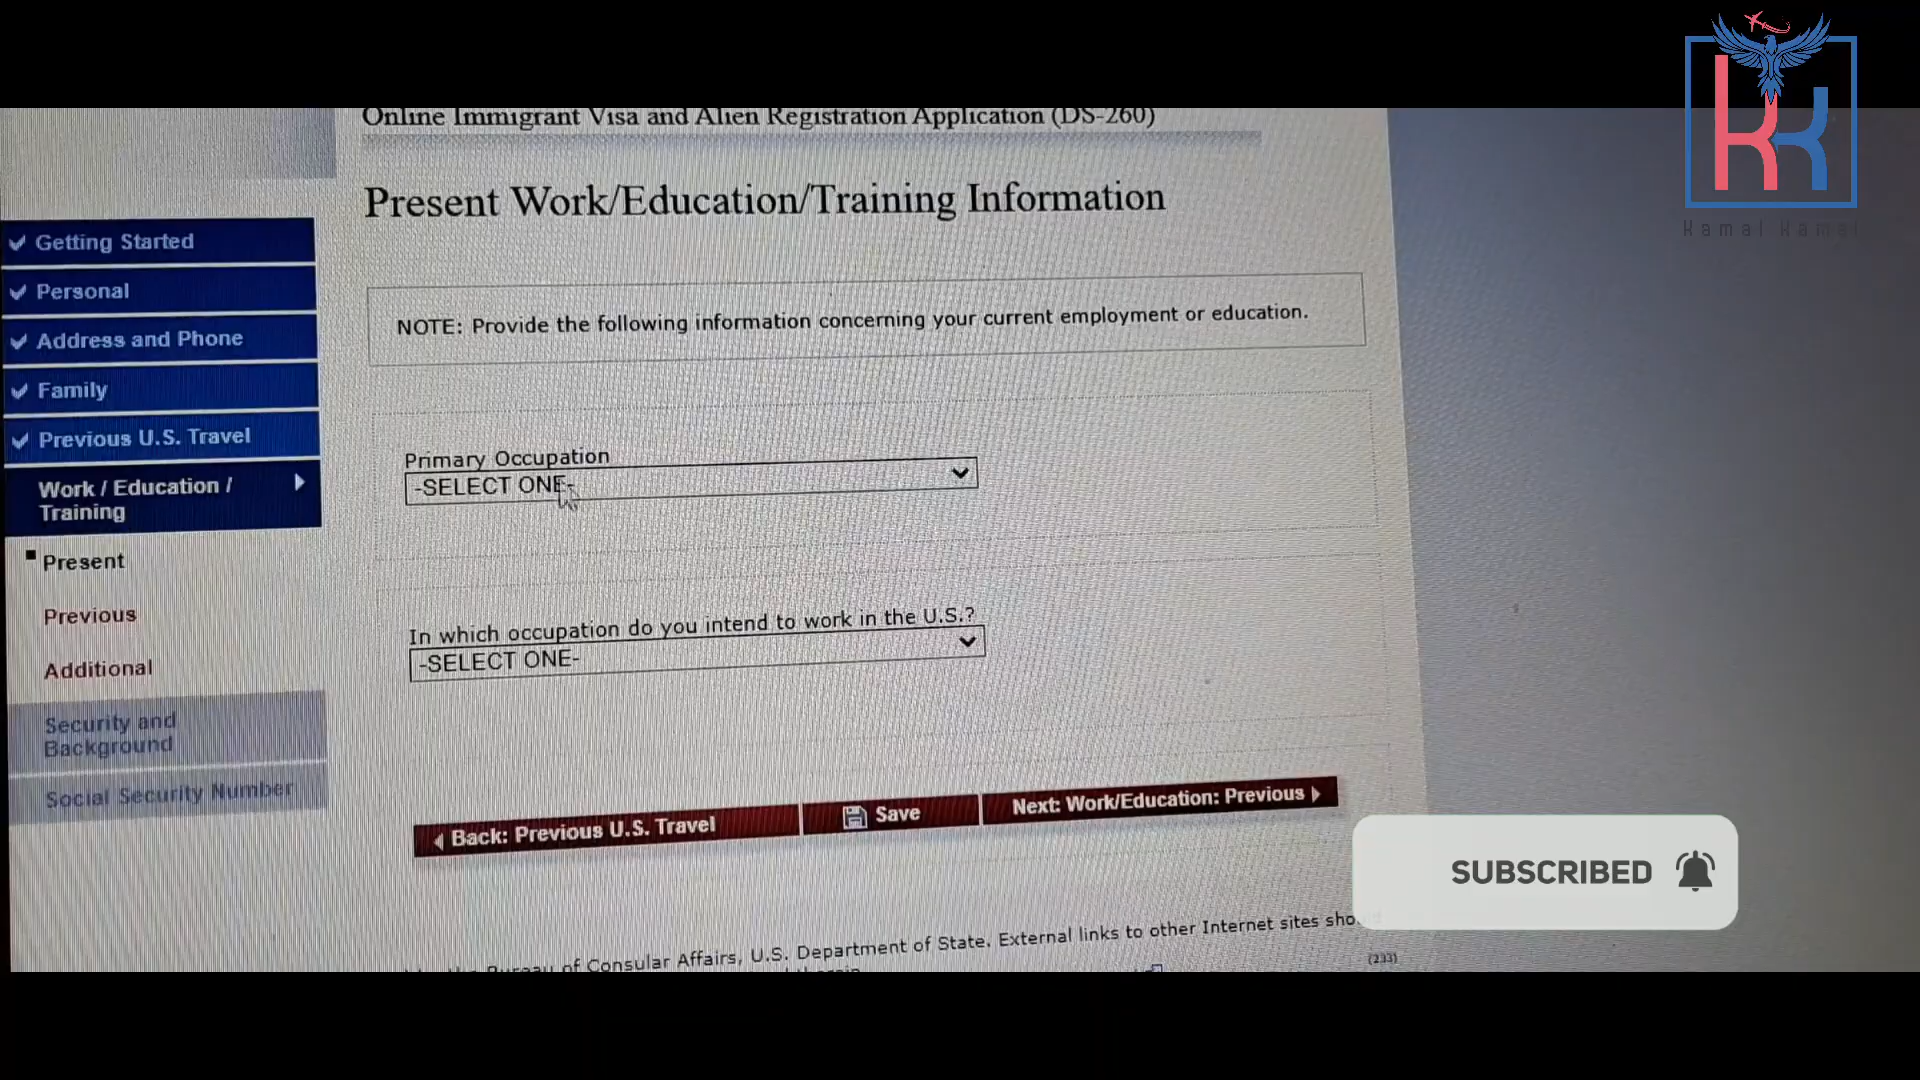 Online Immigrant Visa and Alien Registration Application (DS-260)
Present Work/Education/Training Information
Getting Started
Personal
Address and Phone
Family
Previous U.S. Travel
Work / Education /
Training
Present
Previous
Additional
Security and
Background
Social Security Number
NOTE: Provide the following information concerning your current employment or education.
Primary Occupation
-SELECT ONE-
In which occupation do you intend to work in the U.S.?
-SELECT ONE-
Back: Previous U.S. Travel
Save
Next: Work/Education: Previous
of Consular Affairs, U.S. Department of State. External links to other Internet sites
(233)
SUBSCRIBED
KK
Kamal Kamal